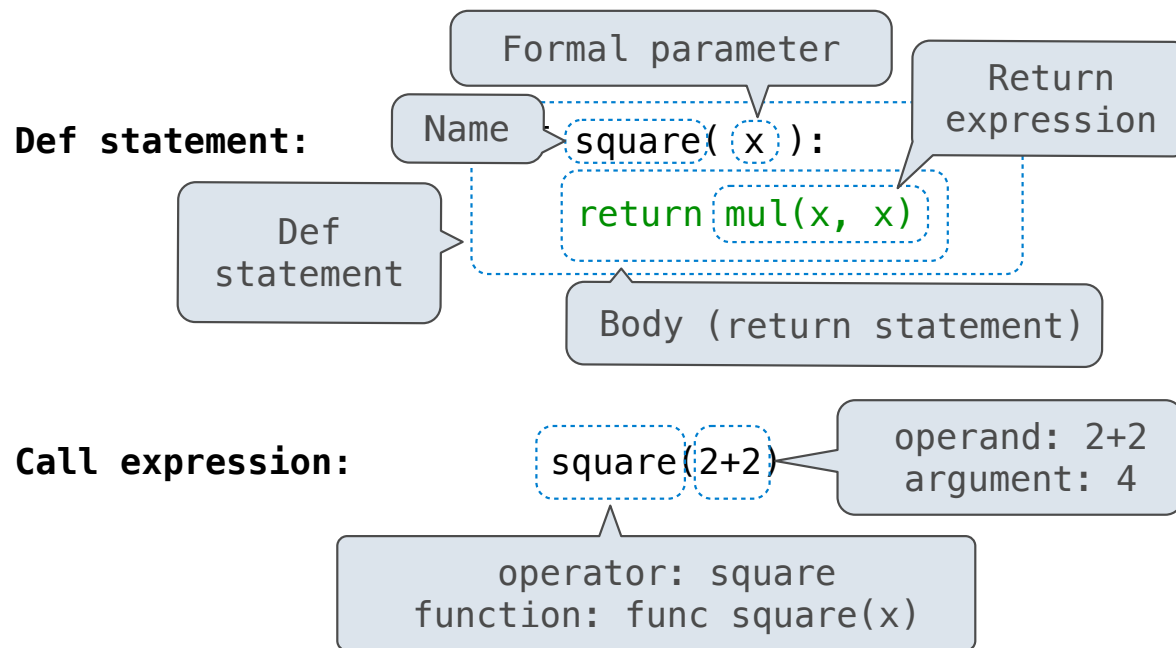 Formal parameter
Return
expression
Name
Def statement: square( x ):
return mul(x, x)
Def
statement
Body (return statement)
Call expression: square(2+2)
operand: 2+2
argument: 4
operator: square
function: func square(x)